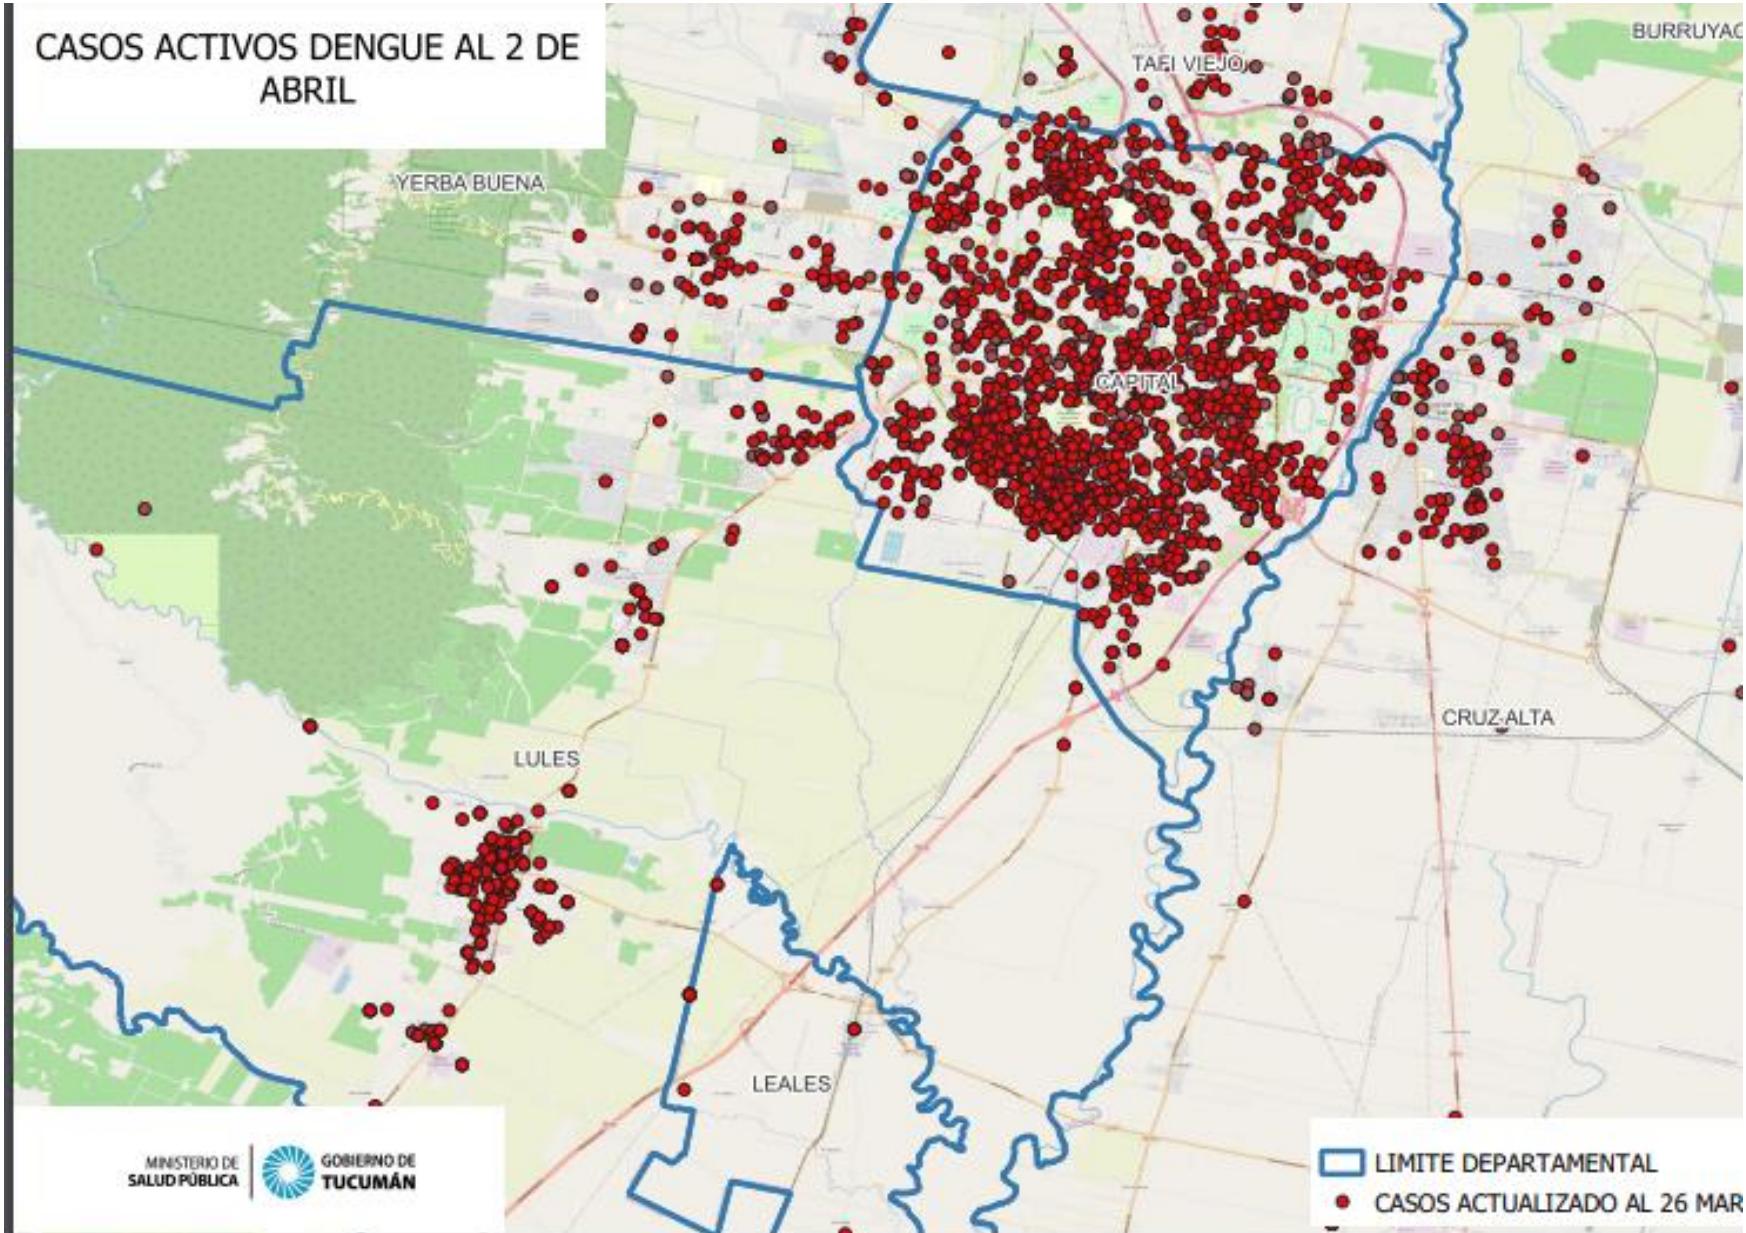 CASOS ACTIVOS DENGUE AL 2 DE
ABRIL
BURRUYAC
TAFI VIEJO
YERBA BUENA
CAPITAL
CRUZ ALTA
LULES
LEALES
MINISTERIO DE
SALUD PÚBLICA
GOBIERNO DE
TUCUMÁN
LIMITE DEPARTAMENTAL
CASOS ACTUALIZADO AL 26 MAR